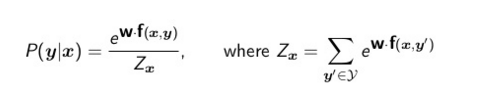 P(y|x) = e^{w·f(x,y)} / Z_x, where Z_x = ∑_{y'∈𝒴} e^{w·f(x,y')}